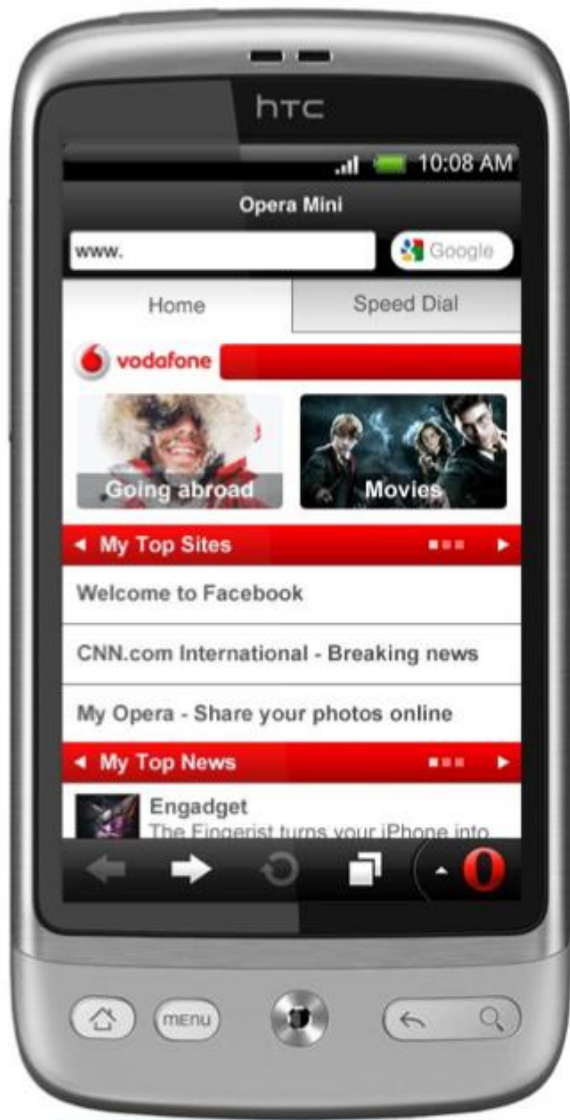 hTC
10:08 AM
Opera Mini
www.
Google
Home
Speed Dial
vodafone
Going abroad
Movies
My Top Sites
Welcome to Facebook
CNN.com International - Breaking news
My Opera - Share your photos online
My Top News
Engadget
The Fingerist turns your iPhone into
MENU